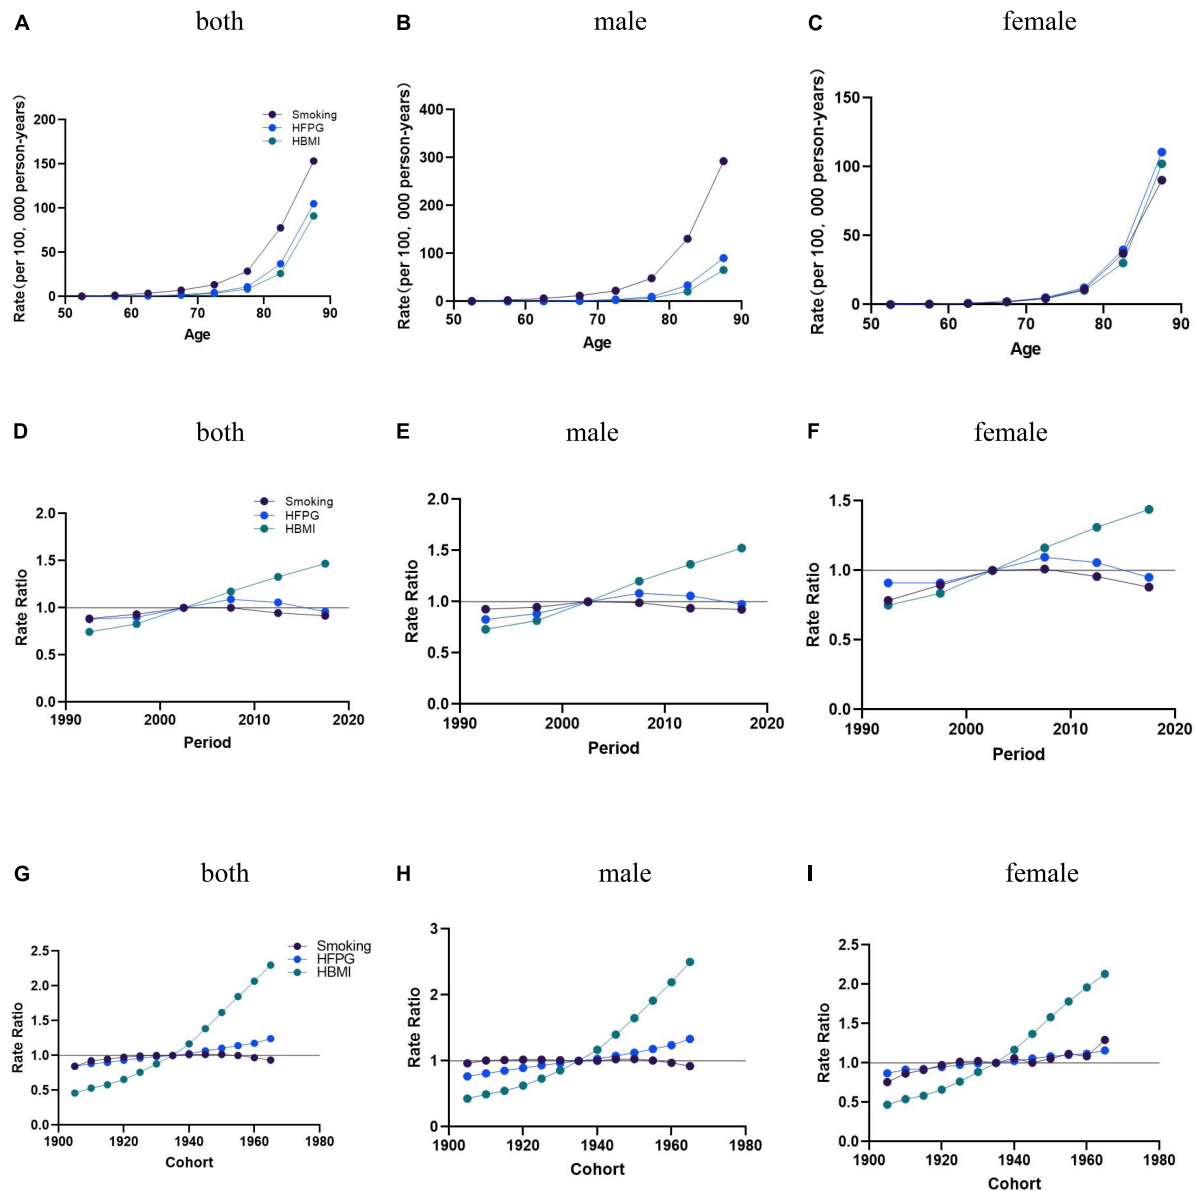 A both
B male
C female
Rate(per 100, 000 person-years)
200
150
100
50
0
50 60 70 80 90
Age
Smoking
HFPG
HBMI
Rate(per 100, 000 person-years)
400
300
200
100
0
50 60 70 80 90
Age
Rate(per 100, 000 person-years)
150
100
50
0
50 60 70 80 90
Age
D both
E male
F female
Rate Ratio
2.0
1.5
1.0
0.5
0.0
1990 2000 2010 2020
Period
Smoking
HFPG
HBMI
Rate Ratio
2.0
1.5
1.0
0.5
0.0
1990 2000 2010 2020
Period
Rate Ratio
1.5
1.0
0.5
0.0
1990 2000 2010 2020
Period
G both
H male
I female
Rate Ratio
2.5
2.0
1.5
1.0
0.5
0.0
1900 1920 1940 1960 1980
Cohort
Smoking
HFPG
HBMI
Rate Ratio
3
2
1
0
1900 1920 1940 1960 1980
Cohort
Rate Ratio
2.5
2.0
1.5
1.0
0.5
0.0
1900 1920 1940 1960 1980
Cohort